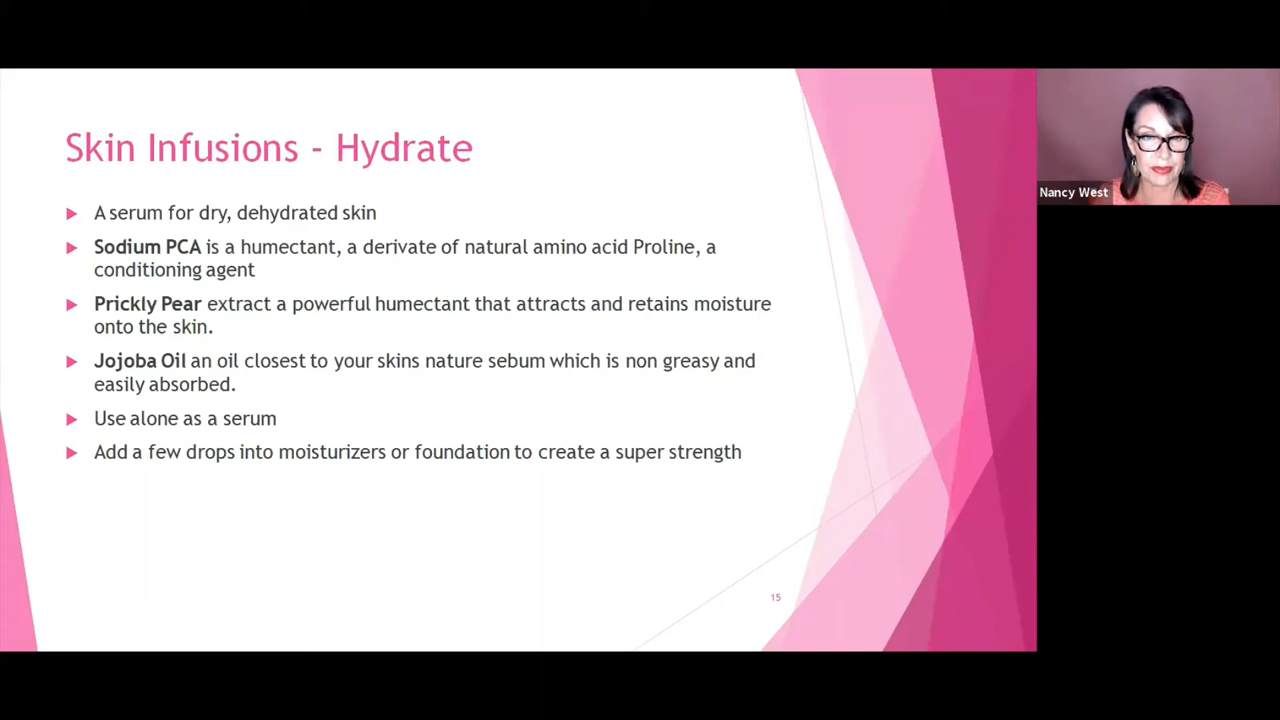 Skin Infusions - Hydrate
A serum for dry, dehydrated skin
Sodium PCA is a humectant, a derivate of natural amino acid Proline, a
conditioning agent
Prickly Pear extract a powerful humectant that attracts and retains moisture
onto the skin.
Jojoba Oil an oil closest to your skins nature sebum which is non greasy and
easily absorbed.
Use alone as a serum
Add a few drops into moisturizers or foundation to create a super strength
15
Nancy West